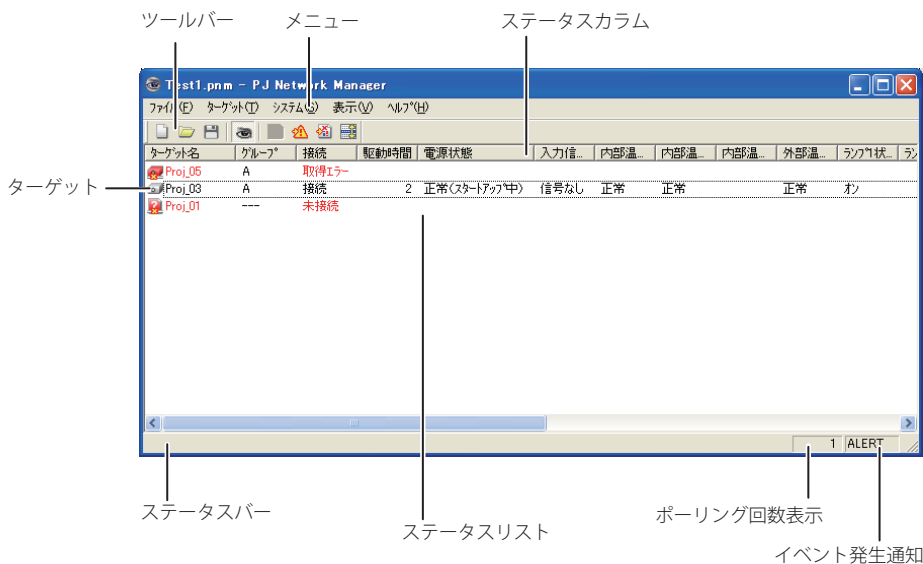 ツールバー
メニュー
ステータスカラム
Test1.pnm - PJ Network Manager
ファイル(F) ターゲット(T) システム(S) 表示(V) ヘルプ(H)
ターゲット名 グループ 接続 駆動時間 電源状態 入力信... 内部温... 内部温... 内部温... 外部温... ランプ1状... ラン
Proj_05 A 取得エラー
ターゲット
Proj_03 A 接続 2 正常(スタートアップ中) 信号なし 正常 正常 正常 オン
Proj_01 --- 未接続
1 ALERT
ステータスバー
ステータスリスト
ポーリング回数表示
イベント発生通知